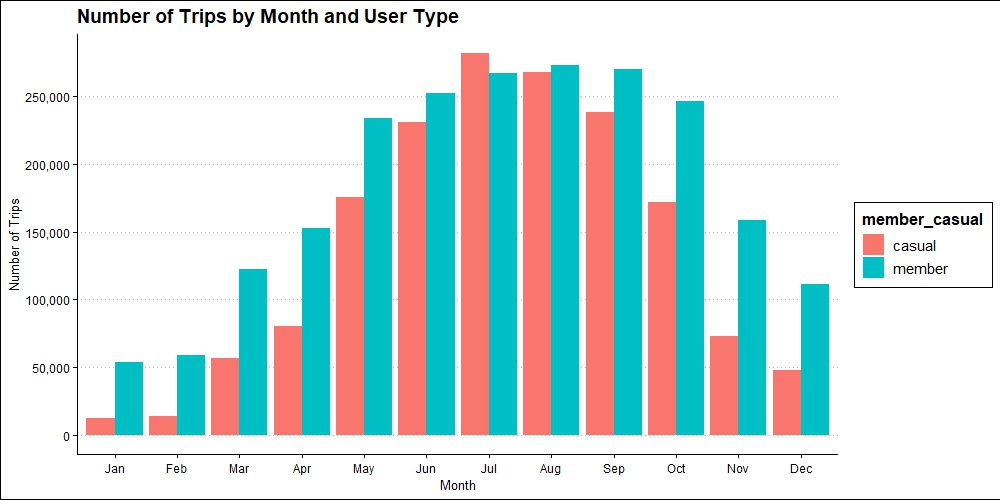 Number of Trips by Month and User Type
Number of Trips
250,000
200,000
150,000
100,000
50,000
0
Jan Feb Mar Apr May Jun Jul Aug Sep Oct Nov Dec
Month
member_casual
casual
member